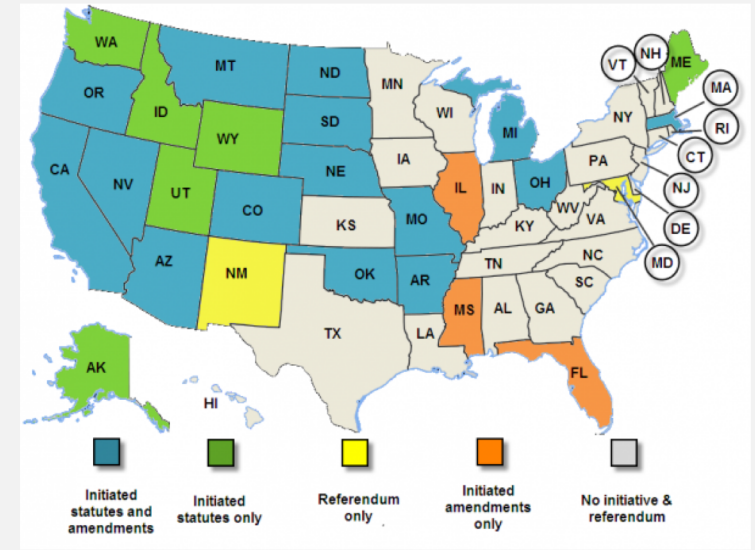 WA
MT
ND
MN
VT
NH
ME
OR
ID
SD
WI
NY
MA
WY
MI
RI
CA
NV
UT
NE
IA
PA
CT
CO
IL
IN
OH
NJ
KS
MO
KY
WV
VA
DE
AZ
NM
OK
AR
TN
NC
MD
SC
TX
LA
MS
AL
GA
AK
HI
FL
Initiated
statutes and
amendments
Initiated
statutes only
Referendum
only
Initiated
amendments
only
No initiative &
referendum